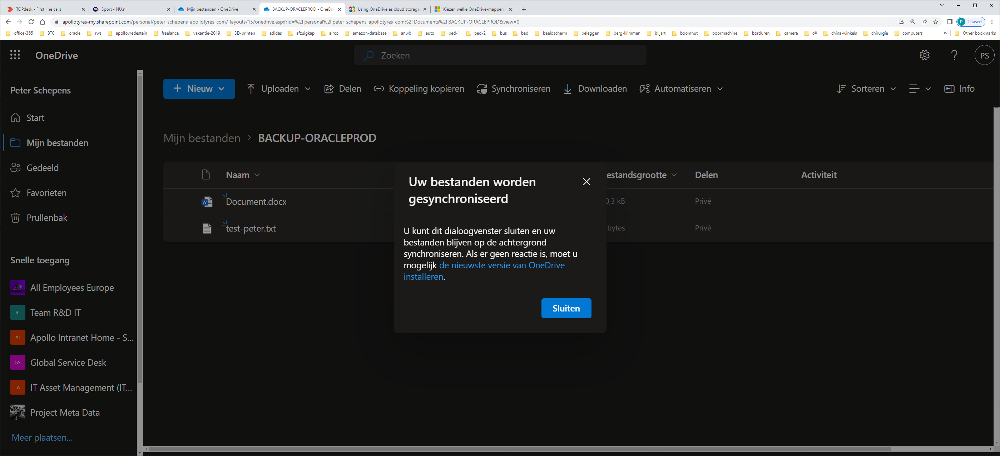 TOPdesk - First line calls
Sport - NU.nl
Mijn bestanden - OneDrive
BACKUP-ORACLEPROD - OneDri
Using OneDrive as cloud storage
Kiezen welke OneDrive-mappen
apollotyres-my.sharepoint.com/personal/peter_schepens_apollotyres_com/_layouts/15/onedrive.aspx?id=%2Fpersonal%2Fpeter_schepens_apollotyres_com%2FDocuments%2FBACKUP-ORACLEPROD&view=0
P Paused
office-365 BTC oracle rws apollovredestein freelance vakantie-2019 3D-printen adidas afzuigkap airco amazon-database anwb auto bed-1 bed-2 bus bad beeldscherm beleggen berg-klimmen biljart boomhut boormachine borduren camera c# china-winkels chirurgie computers » Other bookmarks
OneDrive
Zoeken
PS
Peter Schepens
Start
Mijn bestanden
Gedeeld
Favorieten
Prullenbak
Snelle toegang
All Employees Europe
RI Team R&D IT
AI Apollo Intranet Home - S...
GS Global Service Desk
IA IT Asset Management (IT...
Project Meta Data
Meer plaatsen...
+ Nieuw Uploaden Delen Koppeling kopiëren Synchroniseren Downloaden Automatiseren Sorteren Info
Mijn bestanden > BACKUP-ORACLEPROD
Naam estandsgrootte Delen Activiteit
Document.docx 0,3 kB Privé
test-peter.txt bytes Privé
Uw bestanden worden
gesynchroniseerd
U kunt dit dialoogvenster sluiten en uw
bestanden blijven op de achtergrond
synchroniseren. Als er geen reactie is, moet u
mogelijk de nieuwste versie van OneDrive
installeren.
Sluiten